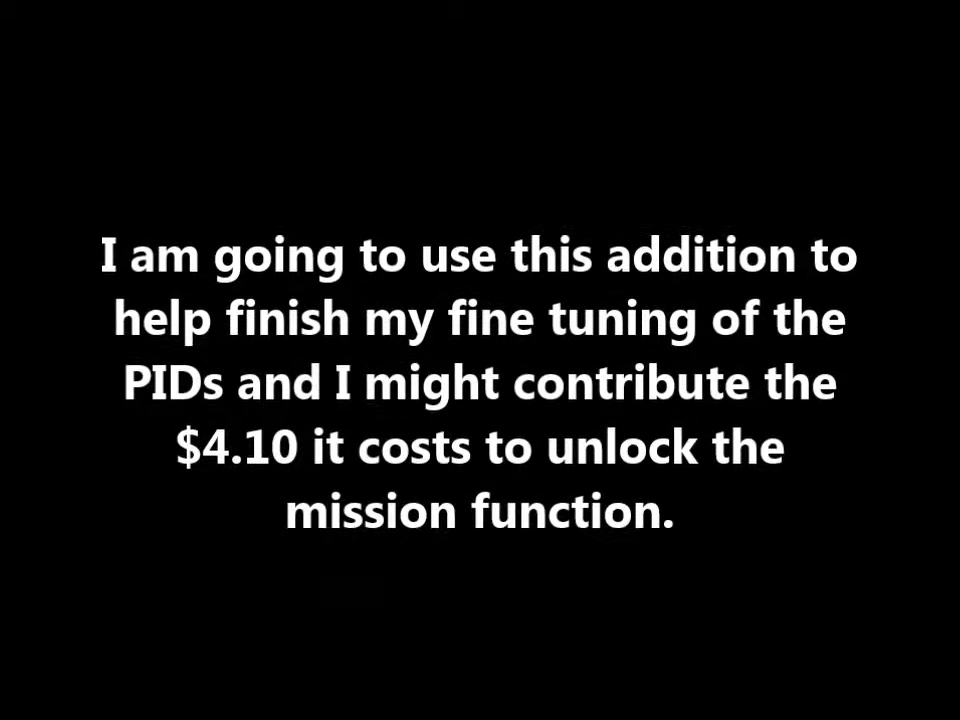 I am going to use this addition to
help finish my fine tuning of the
PIDs and I might contribute the
$4.10 it costs to unlock the
mission function.